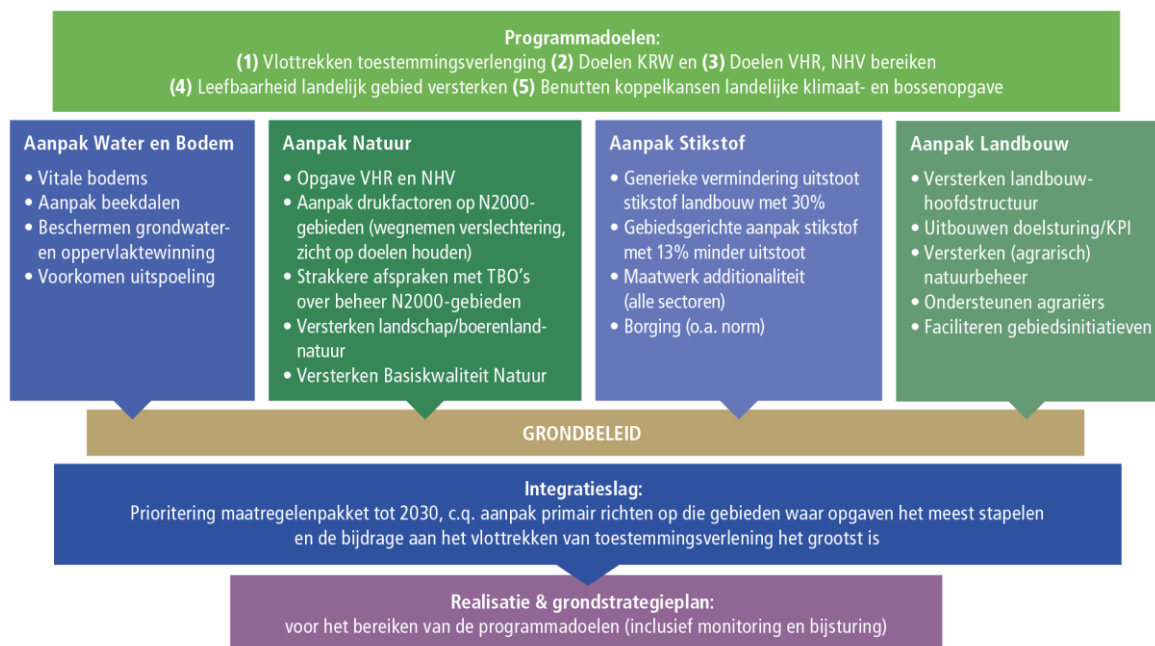 Programmadoelen:
(1) Vlottrekken toestemmingsverlenging (2) Doelen KRW en (3) Doelen VHR, NHV bereiken
(4) Leefbaarheid landelijk gebied versterken (5) Benutten koppelkansen landelijke klimaat- en bossenopgave
Aanpak Water en Bodem
• Vitale bodems
• Aanpak beekdalen
• Beschermen grondwater-
en oppervlaktewinning
• Voorkomen uitspoeling
Aanpak Natuur
• Opgave VHR en NHV
• Aanpak drukfactoren op N2000-
gebieden (wegnemen verslechtering,
zicht op doelen houden)
• Strakkere afspraken met TBO's
over beheer N2000-gebieden
• Versterken landschap/boerenland-
natuur
• Versterken Basiskwaliteit Natuur
Aanpak Stikstof
• Generieke vermindering uitstoot
stikstof landbouw met 30%
• Gebiedsgerichte aanpak stikstof
met 13% minder uitstoot
• Maatwerk additionaliteit
(alle sectoren)
• Borging (o.a. norm)
Aanpak Landbouw
• Versterken landbouw-
hoofdstructuur
• Uitbouwen doelsturing/KPI
• Versterken (agrarisch)
natuurbeheer
• Ondersteunen agrariërs
• Faciliteren gebiedsinitiatieven
GRONDBELEID
Integratieslag:
Prioritering maatregelenpakket tot 2030, c.q. aanpak primair richten op die gebieden waar opgaven het meest stapelen
en de bijdrage aan het vlottrekken van toestemmingsverlening het grootst is
Realisatie & grondstrategieplan:
voor het bereiken van de programmadoelen (inclusief monitoring en bijsturing)